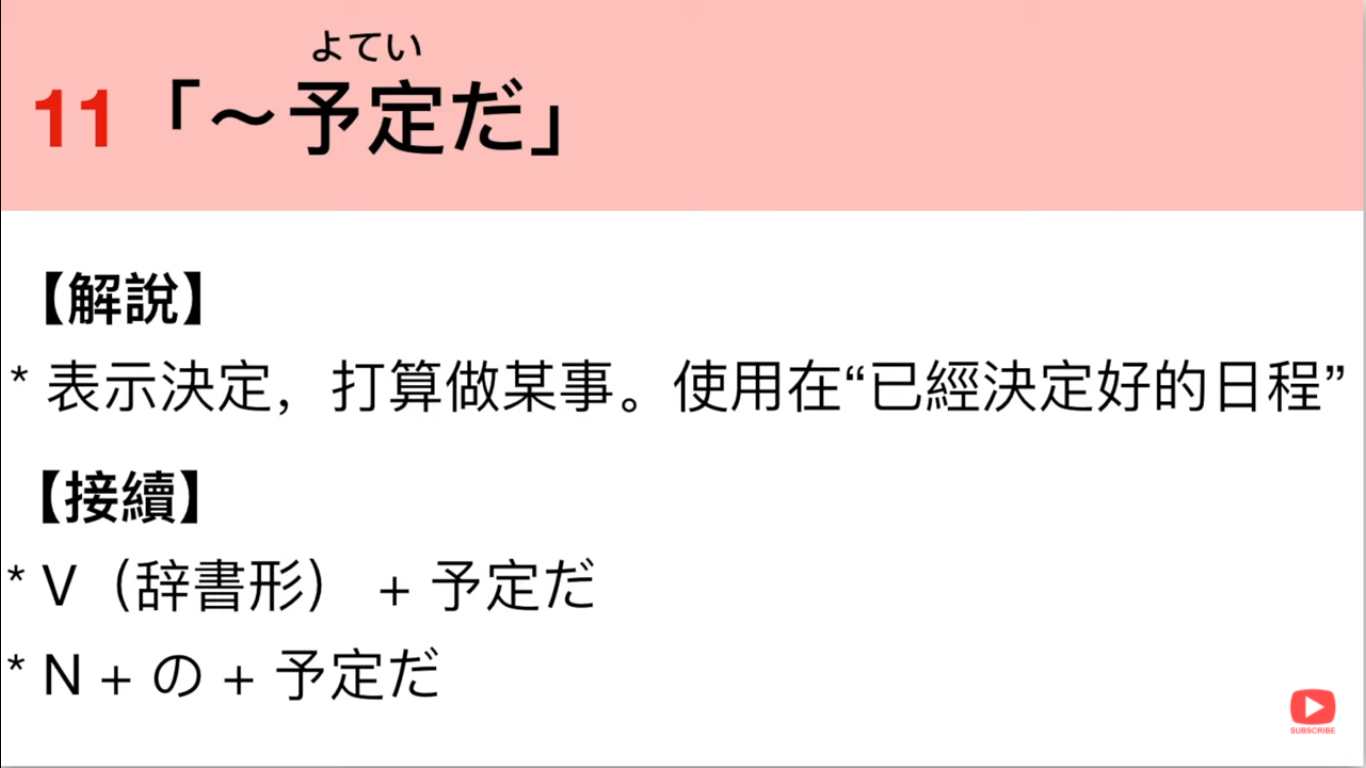 よてい
11「～予定だ」
【解說】
* 表示決定，打算做某事。使用在“已經決定好的日程”
【接續】
* V（辞書形） + 予定だ
* N + の + 予定だ
SUBSCRIBE